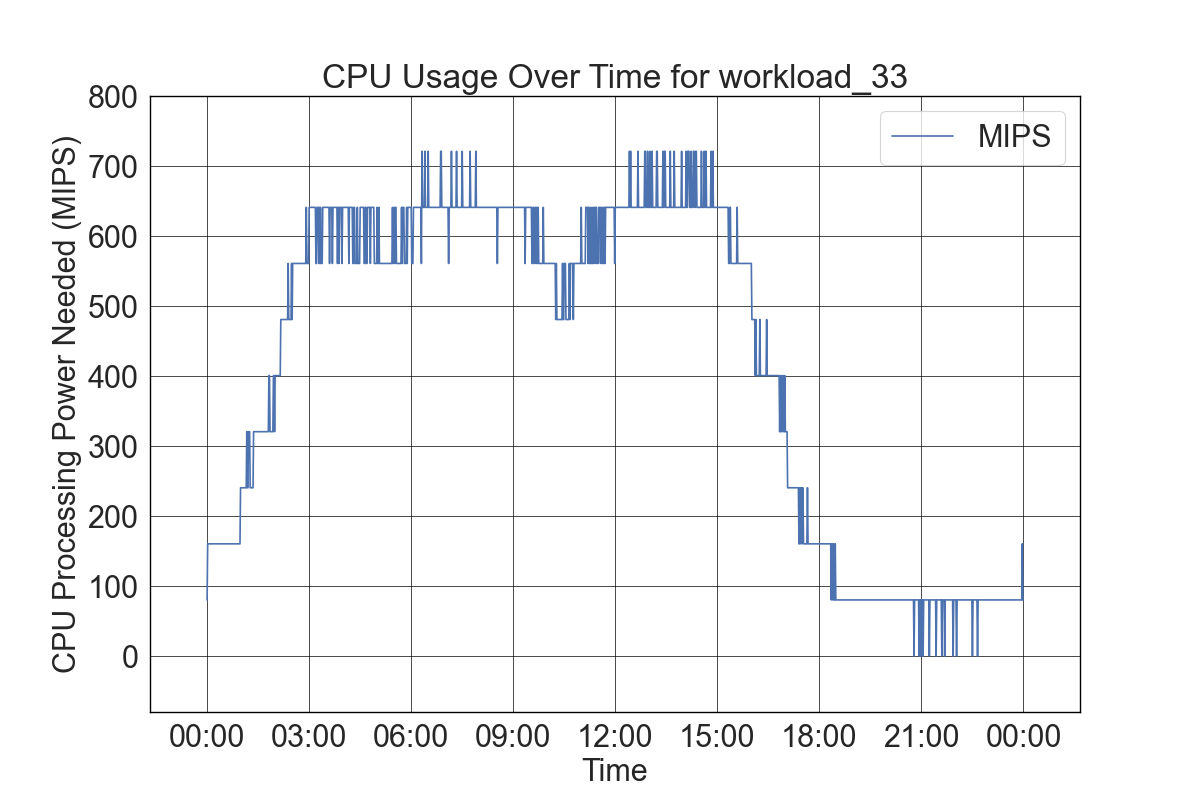 CPU Usage Over Time for workload_33
MIPS
CPU Processing Power Needed (MIPS)
800
700
600
500
400
300
200
100
0
00:00 03:00 06:00 09:00 12:00 15:00 18:00 21:00 00:00
Time